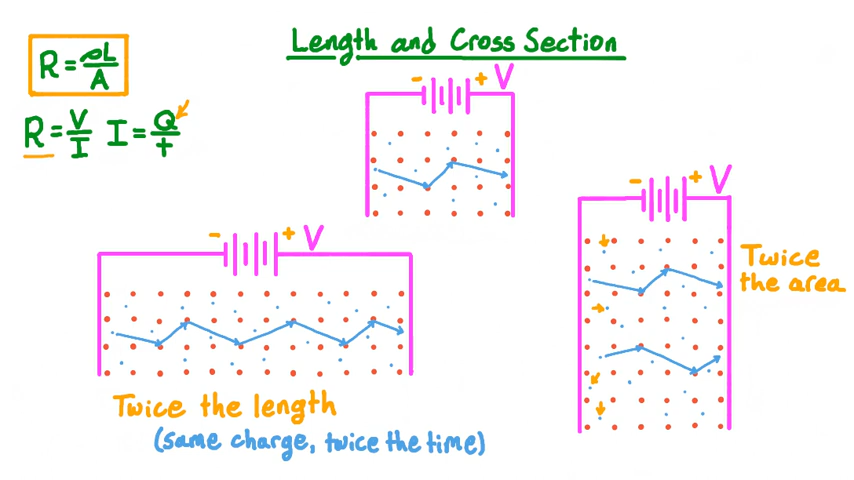 Length and Cross Section
R = ρL/A
R = V/I I = Q/t
- + V
- + V
Twice the area
- + V
Twice the length
(same charge, twice the time)